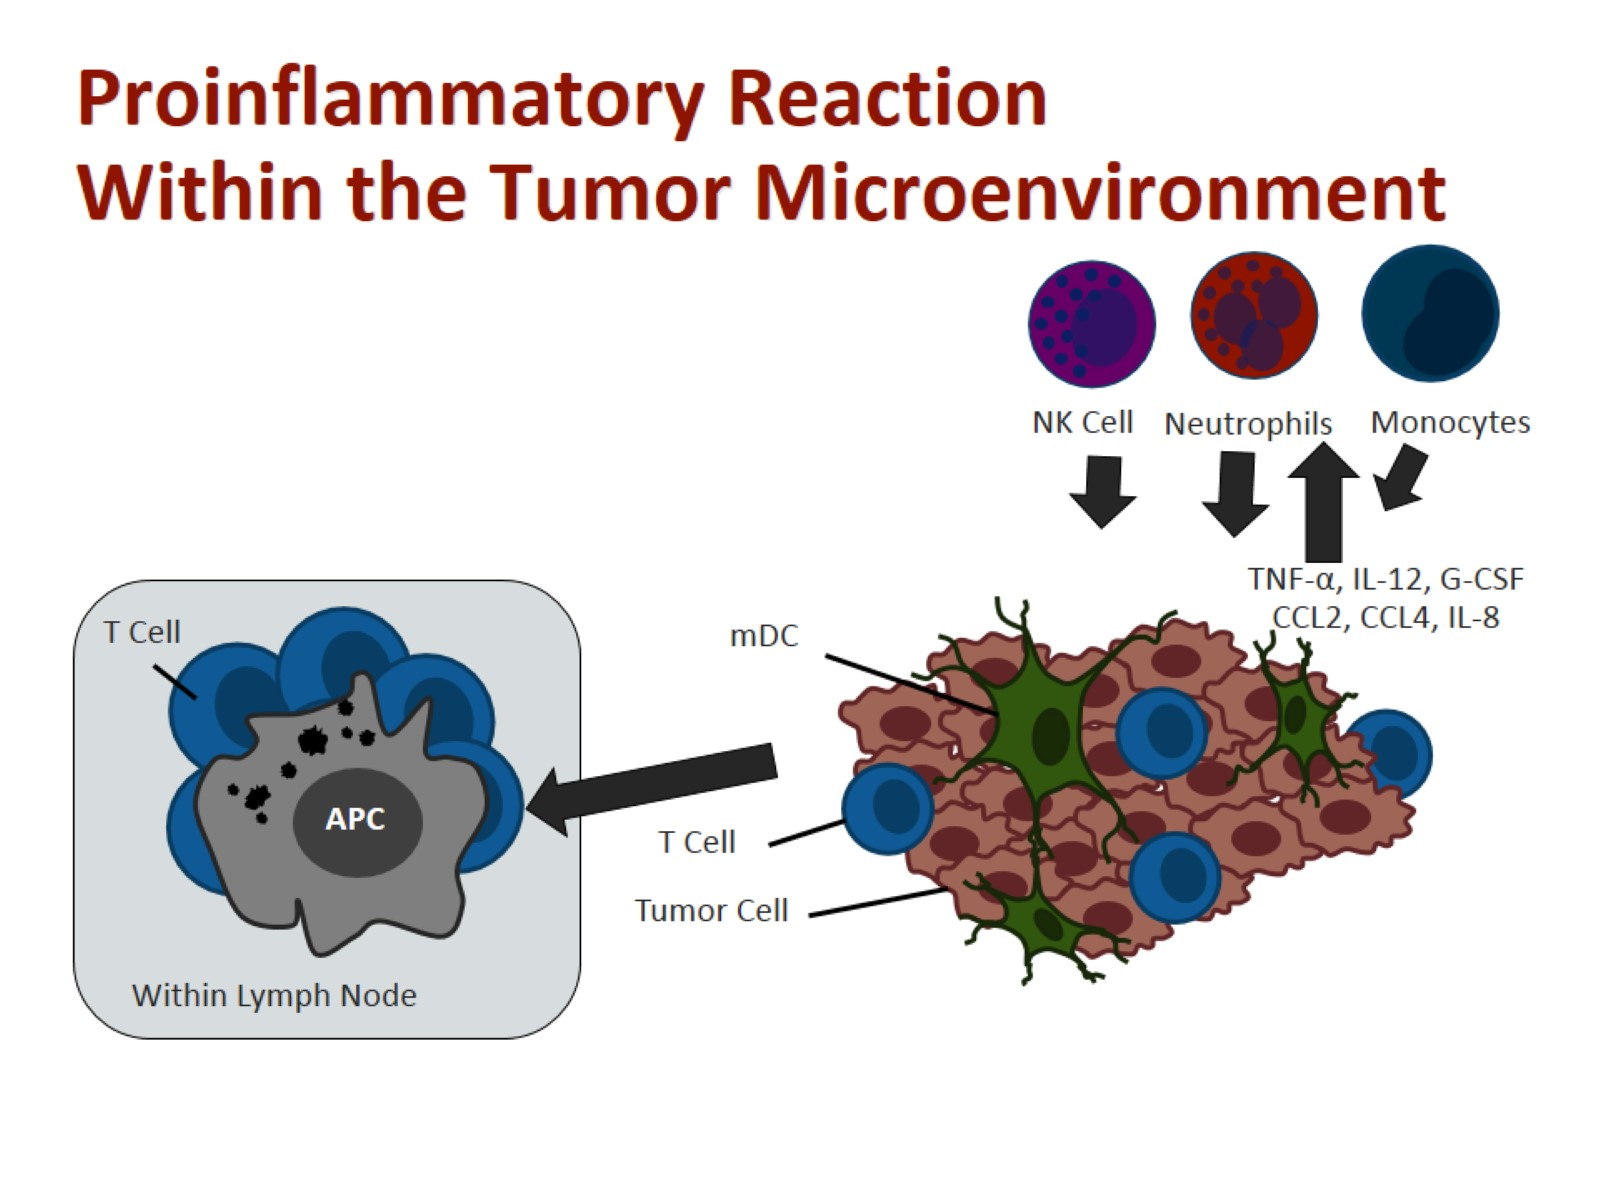 Proinflammatory Reaction
Within the Tumor Microenvironment
NK Cell
Neutrophils
Monocytes
TNF-α, IL-12, G-CSF
CCL2, CCL4, IL-8
T Cell
mDC
APC
T Cell
Tumor Cell
Within Lymph Node